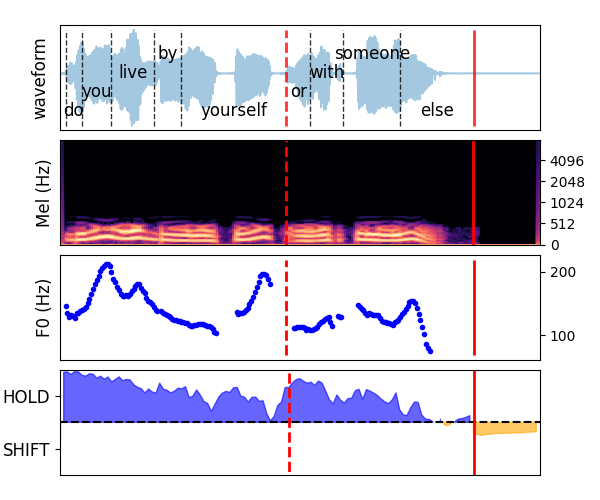 waveform
do you live by yourself or with someone else
Mel (Hz)
4096
2048
1024
512
0
F0 (Hz)
200
100
HOLD
SHIFT